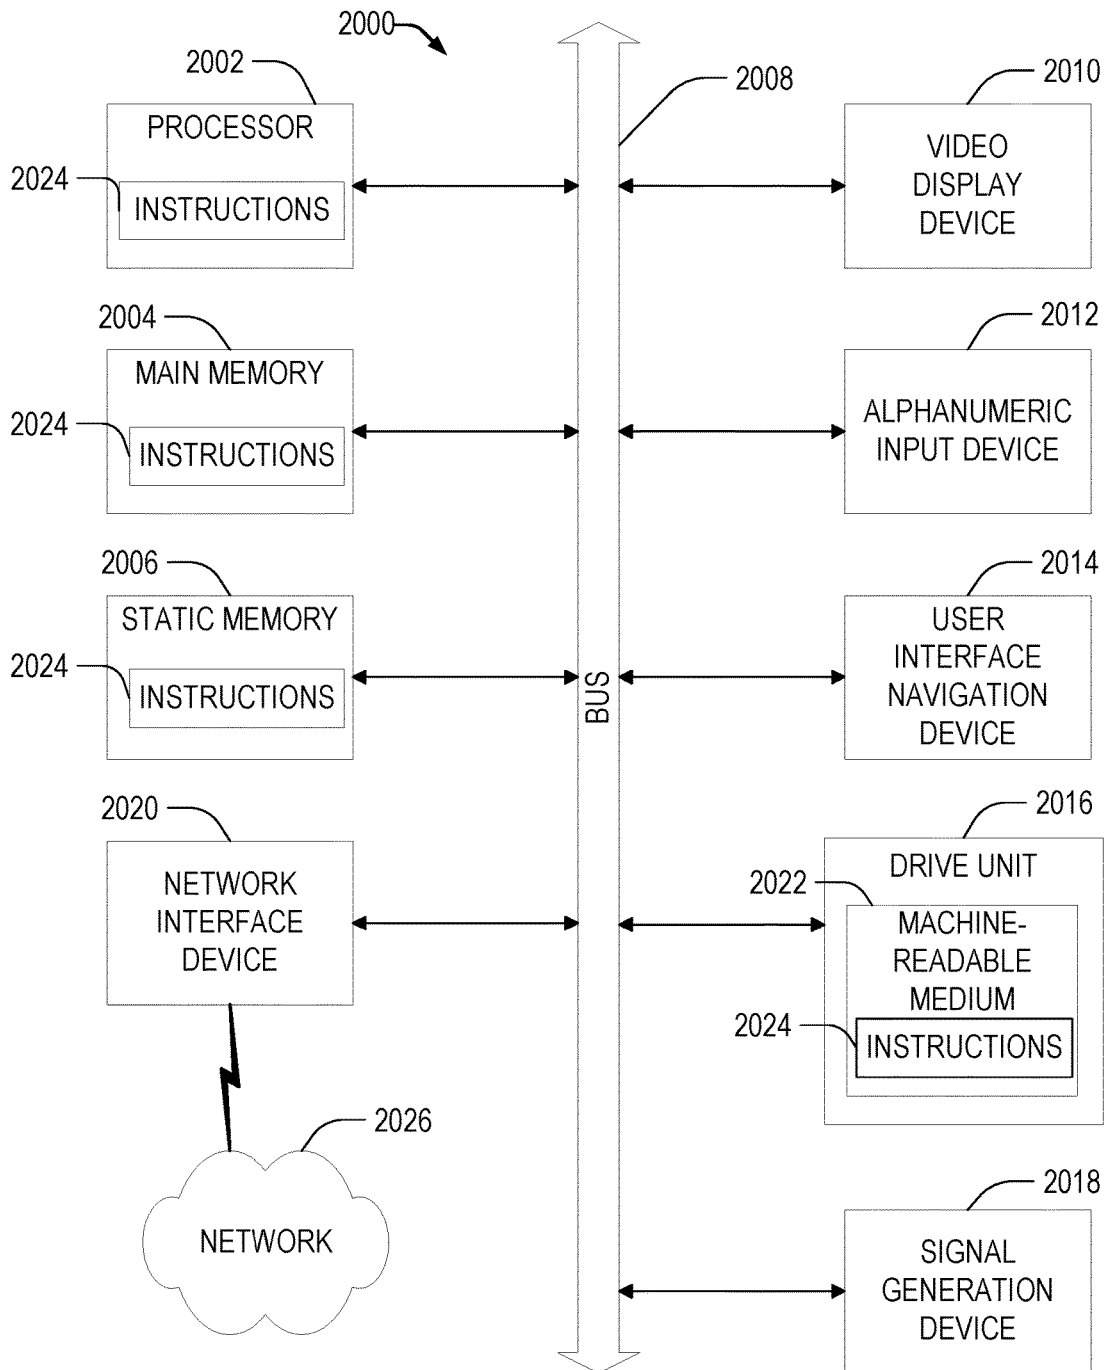 2000
2002
PROCESSOR
2024
INSTRUCTIONS
2004
MAIN MEMORY
2024
INSTRUCTIONS
2006
STATIC MEMORY
2024
INSTRUCTIONS
2020
NETWORK
INTERFACE
DEVICE
2026
NETWORK
2008
BUS
2010
VIDEO
DISPLAY
DEVICE
2012
ALPHANUMERIC
INPUT DEVICE
2014
USER
INTERFACE
NAVIGATION
DEVICE
2016
DRIVE UNIT
2022
MACHINE-
READABLE
MEDIUM
2024
INSTRUCTIONS
2018
SIGNAL
GENERATION
DEVICE